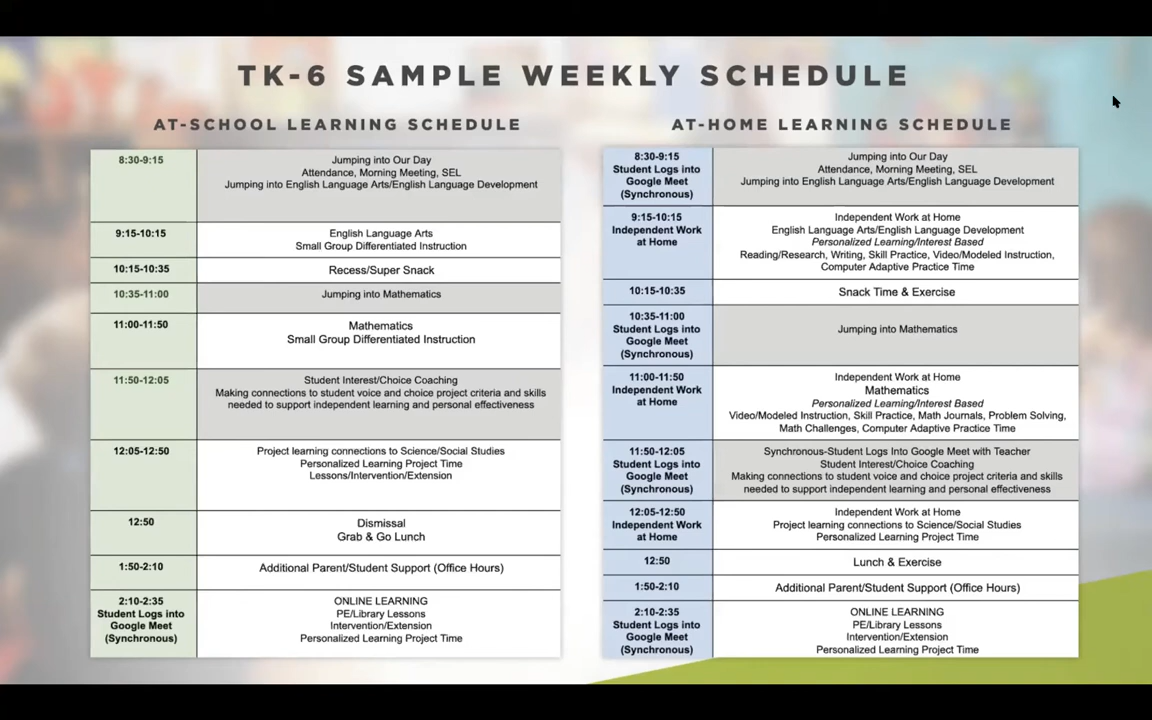 TK-6 SAMPLE WEEKLY SCHEDULE
AT-SCHOOL LEARNING SCHEDULE
8:30-9:15
Jumping into Our Day
Attendance, Morning Meeting, SEL
Jumping into English Language Arts/English Language Development
9:15-10:15
English Language Arts
Small Group Differentiated Instruction
10:15-10:35
Recess/Super Snack
10:35-11:00
Jumping into Mathematics
11:00-11:50
Mathematics
Small Group Differentiated Instruction
11:50-12:05
Student Interest/Choice Coaching
Making connections to student voice and choice project criteria and skills
needed to support independent learning and personal effectiveness
12:05-12:50
Project learning connections to Science/Social Studies
Personalized Learning Project Time
Lessons/Intervention/Extension
12:50
Dismissal
Grab & Go Lunch
1:50-2:10
Additional Parent/Student Support (Office Hours)
2:10-2:35
Student Logs into
Google Meet
(Synchronous)
ONLINE LEARNING
PE/Library Lessons
Intervention/Extension
Personalized Learning Project Time
AT-HOME LEARNING SCHEDULE
8:30-9:15
Student Logs into
Google Meet
(Synchronous)
Jumping into Our Day
Attendance, Morning Meeting, SEL
Jumping into English Language Arts/English Language Development
9:15-10:15
Independent Work
at Home
Independent Work at Home
English Language Arts/English Language Development
Personalized Learning/Interest Based
Reading/Research, Writing, Skill Practice, Video/Modeled Instruction,
Computer Adaptive Practice Time
10:15-10:35
Snack Time & Exercise
10:35-11:00
Student Logs into
Google Meet
(Synchronous)
Jumping into Mathematics
11:00-11:50
Independent Work
at Home
Independent Work at Home
Mathematics
Personalized Learning/Interest Based
Video/Modeled Instruction, Skill Practice, Math Journals, Problem Solving,
Math Challenges, Computer Adaptive Practice Time
11:50-12:05
Student Logs into
Google Meet
(Synchronous)
Synchronous-Student Logs Into Google Meet with Teacher
Student Interest/Choice Coaching
Making connections to student voice and choice project criteria and skills
needed to support independent learning and personal effectiveness
12:05-12:50
Independent Work
at Home
Independent Work at Home
Project learning connections to Science/Social Studies
Personalized Learning Project Time
12:50
Lunch & Exercise
1:50-2:10
Additional Parent/Student Support (Office Hours)
2:10-2:35
Student Logs into
Google Meet
(Synchronous)
ONLINE LEARNING
PE/Library Lessons
Intervention/Extension
Personalized Learning Project Time